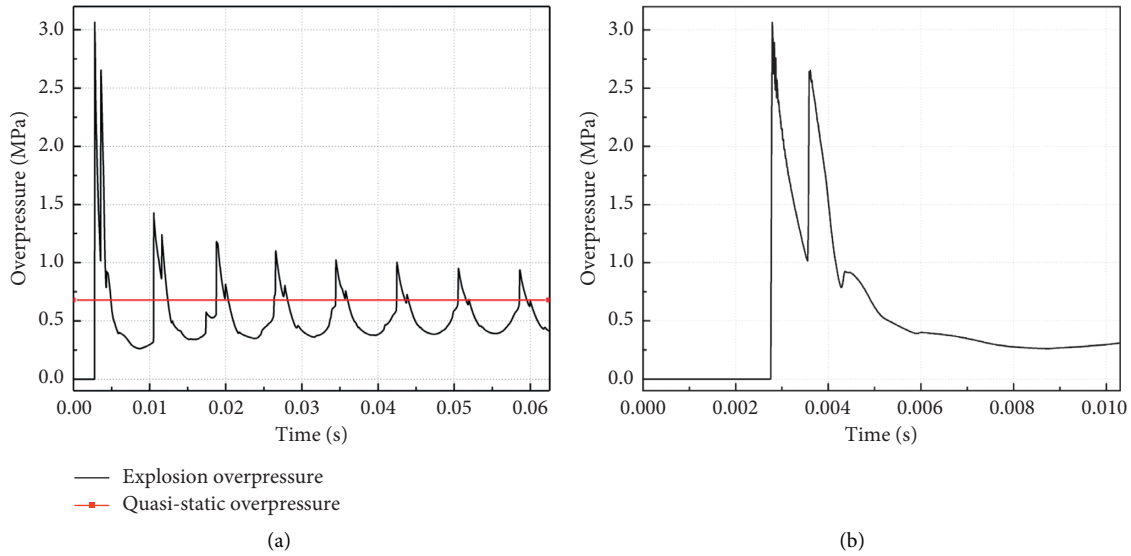 3.0
2.5
2.0
1.5
1.0
0.5
0.0
Overpressure (MPa)
0.00 0.01 0.02 0.03 0.04 0.05 0.06
Time (s)
Explosion overpressure
Quasi-static overpressure
(a)
3.0
2.5
2.0
1.5
1.0
0.5
0.0
Overpressure (MPa)
0.000 0.002 0.004 0.006 0.008 0.010
Time (s)
(b)